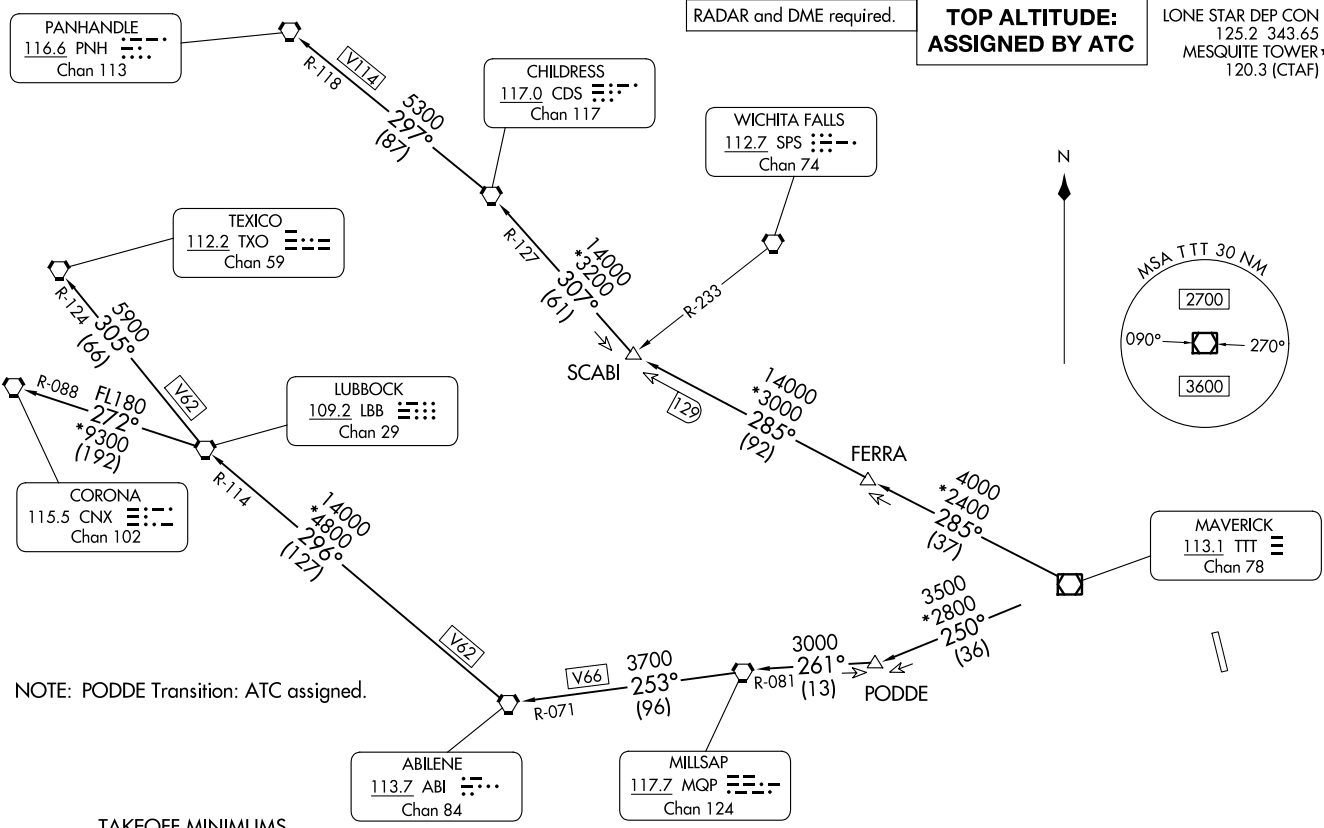 RADAR and DME required.
TOP ALTITUDE:
ASSIGNED BY ATC
LONE STAR DEP CON
125.2 343.65
MESQUITE TOWER*
120.3 (CTAF)
PANHANDLE
116.6 PNH
Chan 113
R-118
V114
5300
297°
(87)
CHILDRESS
117.0 CDS
Chan 117
WICHITA FALLS
112.7 SPS
Chan 74
N
MSA TTT 30 NM
2700
090°
270°
3600
TEXICO
112.2 TXO
Chan 59
R-127
14000
*3200
307°
(61)
R-233
SCABI
129
R-124
5900
305°
(66)
V62
R-088
FL180
272°
*9300
(192)
LUBBOCK
109.2 LBB
Chan 29
14000
*3000
285°
(92)
FERRA
CORONA
115.5 CNX
Chan 102
R-114
14000
*4800
296°
(127)
V62
4000
*2400
285°
(37)
MAVERICK
113.1 TTT
Chan 78
3500
*2800
250°
(36)
NOTE: PODDE Transition: ATC assigned.
V66
3700
253°
(96)
R-071
3000
261°
(13)
R-081
PODDE
ABILENE
113.7 ABI
Chan 84
MILLSAP
117.7 MQP
Chan 124
TAKEOFF MINIMUMS